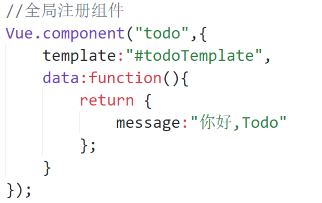 //全局注册组件
Vue.component("todo",{
    template:"#todoTemplate",
    data:function(){
        return {
            message:"你好,Todo"
        };
    }
});